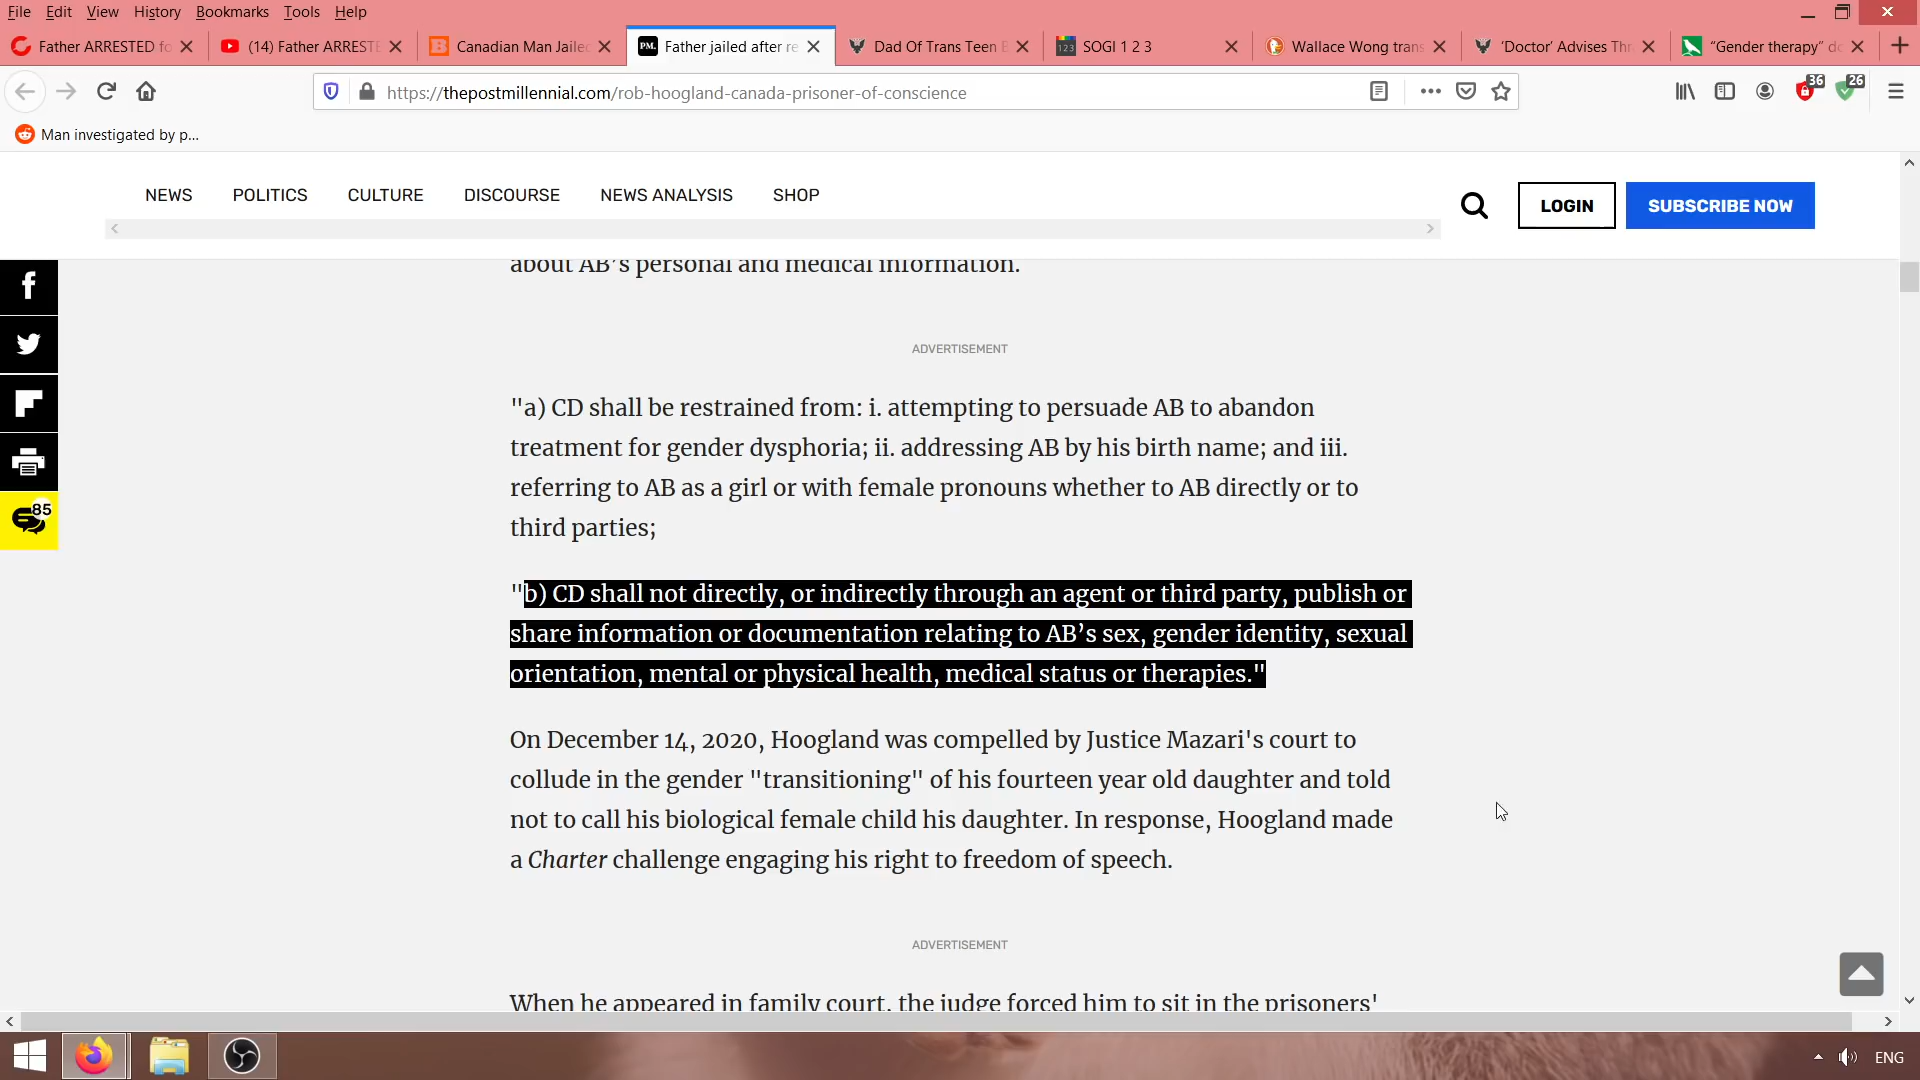 File Edit View History Bookmarks Tools Help
Father ARRESTED fo
(14) Father ARRESTE
Canadian Man Jailed
PM. Father jailed after re
Dad Of Trans Teen B
123 SOGI 1 2 3
Wallace Wong trans
'Doctor' Advises Thr
"Gender therapy" do
https://thepostmillennial.com/rob-hoogland-canada-prisoner-of-conscience
36 26
Man investigated by p...
NEWS POLITICS CULTURE DISCOURSE NEWS ANALYSIS SHOP
LOGIN SUBSCRIBE NOW
about AB's personal and medical information.
ADVERTISEMENT
"a) CD shall be restrained from: i. attempting to persuade AB to abandon
treatment for gender dysphoria; ii. addressing AB by his birth name; and iii.
referring to AB as a girl or with female pronouns whether to AB directly or to
third parties;
85
"b) CD shall not directly, or indirectly through an agent or third party, publish or
share information or documentation relating to AB’s sex, gender identity, sexual
orientation, mental or physical health, medical status or therapies."
On December 14, 2020, Hoogland was compelled by Justice Mazari's court to
collude in the gender "transitioning" of his fourteen year old daughter and told
not to call his biological female child his daughter. In response, Hoogland made
a Charter challenge engaging his right to freedom of speech.
ADVERTISEMENT
When he appeared in family court, the judge forced him to sit in the prisoners'
ENG